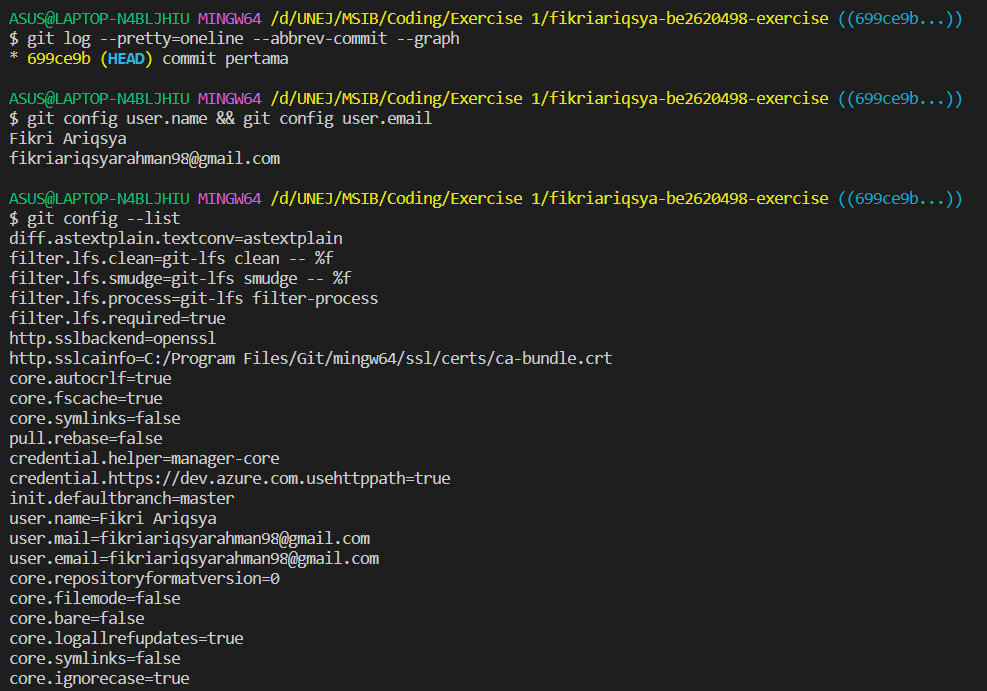 ASUS@LAPTOP-N4BLJHIU MINGW64 /d/UNEJ/MSIB/Coding/Exercise 1/fikriariqsya-be2620498-exercise ((699ce9b...))
$ git log --pretty=oneline --abbrev-commit --graph
* 699ce9b (HEAD) commit pertama
ASUS@LAPTOP-N4BLJHIU MINGW64 /d/UNEJ/MSIB/Coding/Exercise 1/fikriariqsya-be2620498-exercise ((699ce9b...))
$ git config user.name && git config user.email
Fikri Ariqsya
fikriariqsyarahman98@gmail.com
ASUS@LAPTOP-N4BLJHIU MINGW64 /d/UNEJ/MSIB/Coding/Exercise 1/fikriariqsya-be2620498-exercise ((699ce9b...))
$ git config --list
diff.astextplain.textconv=astextplain
filter.lfs.clean=git-lfs clean -- %f
filter.lfs.smudge=git-lfs smudge -- %f
filter.lfs.process=git-lfs filter-process
filter.lfs.required=true
http.sslbackend=openssl
http.sslcainfo=C:/Program Files/Git/mingw64/ssl/certs/ca-bundle.crt
core.autocrlf=true
core.fscache=true
core.symlinks=false
pull.rebase=false
credential.helper=manager-core
credential.https://dev.azure.com.usehttppath=true
init.defaultbranch=master
user.name=Fikri Ariqsya
user.mail=fikriariqsyarahman98@gmail.com
user.email=fikriariqsyarahman98@gmail.com
core.repositoryformatversion=0
core.filemode=false
core.bare=false
core.logallrefupdates=true
core.symlinks=false
core.ignorecase=true